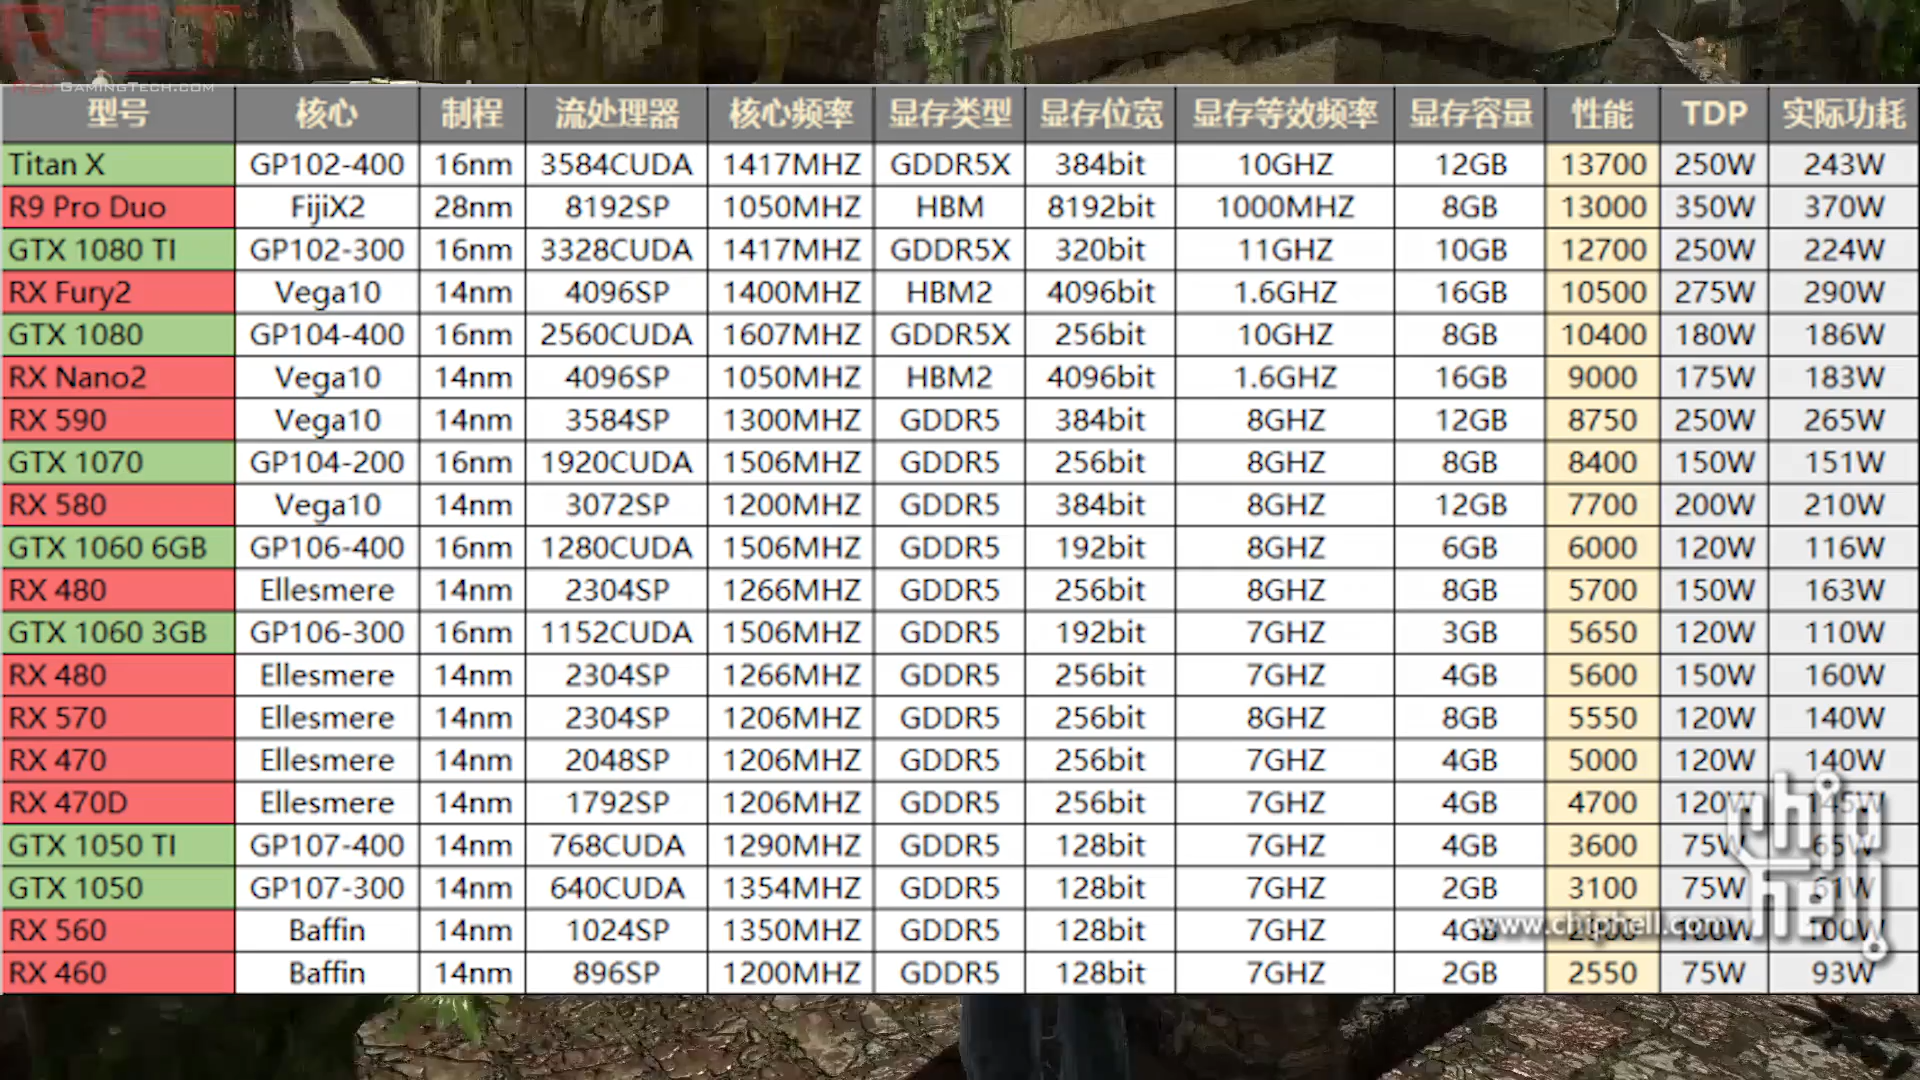 RGT
RedGamingTech.com
型号 核心 制程 流处理器 核心频率 显存类型 显存位宽 显存等效频率 显存容量 性能 TDP 实际功耗
Titan X GP102-400 16nm 3584CUDA 1417MHZ GDDR5X 384bit 10GHZ 12GB 13700 250W 243W
R9 Pro Duo FijiX2 28nm 8192SP 1050MHZ HBM 8192bit 1000MHZ 8GB 13000 350W 370W
GTX 1080 TI GP102-300 16nm 3328CUDA 1417MHZ GDDR5X 320bit 11GHZ 10GB 12700 250W 224W
RX Fury2 Vega10 14nm 4096SP 1400MHZ HBM2 4096bit 1.6GHZ 16GB 10500 275W 290W
GTX 1080 GP104-400 16nm 2560CUDA 1607MHZ GDDR5X 256bit 10GHZ 8GB 10400 180W 186W
RX Nano2 Vega10 14nm 4096SP 1050MHZ HBM2 4096bit 1.6GHZ 16GB 9000 175W 183W
RX 590 Vega10 14nm 3584SP 1300MHZ GDDR5 384bit 8GHZ 12GB 8750 250W 265W
GTX 1070 GP104-200 16nm 1920CUDA 1506MHZ GDDR5 256bit 8GHZ 8GB 8400 150W 151W
RX 580 Vega10 14nm 3072SP 1200MHZ GDDR5 384bit 8GHZ 12GB 7700 200W 210W
GTX 1060 6GB GP106-400 16nm 1280CUDA 1506MHZ GDDR5 192bit 8GHZ 6GB 6000 120W 116W
RX 480 Ellesmere 14nm 2304SP 1266MHZ GDDR5 256bit 8GHZ 8GB 5700 150W 163W
GTX 1060 3GB GP106-300 16nm 1152CUDA 1506MHZ GDDR5 192bit 7GHZ 3GB 5650 120W 110W
RX 480 Ellesmere 14nm 2304SP 1266MHZ GDDR5 256bit 7GHZ 4GB 5600 150W 160W
RX 570 Ellesmere 14nm 2304SP 1206MHZ GDDR5 256bit 8GHZ 8GB 5550 120W 140W
RX 470 Ellesmere 14nm 2048SP 1206MHZ GDDR5 256bit 7GHZ 4GB 5000 120W 140W
RX 470D Ellesmere 14nm 1792SP 1206MHZ GDDR5 256bit 7GHZ 4GB 4700 120W 145W
GTX 1050 TI GP107-400 14nm 768CUDA 1290MHZ GDDR5 128bit 7GHZ 4GB 3600 75W 65W
GTX 1050 GP107-300 14nm 640CUDA 1354MHZ GDDR5 128bit 7GHZ 2GB 3100 75W 61W
RX 560 Baffin 14nm 1024SP 1350MHZ GDDR5 128bit 7GHZ 4GB 100W 100W
RX 460 Baffin 14nm 896SP 1200MHZ GDDR5 128bit 7GHZ 2GB 2550 75W 93W
chip
hell
www.chiphell.com